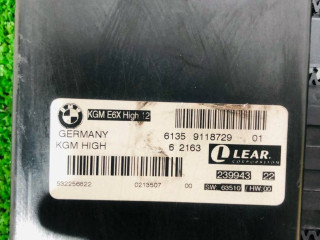 KGM E6X High 12
GERMANY 6135 9118729 01
KGM HIGH 6 2163 LEAR
CORPORATION
239943 22
532256822 0213507 00 SW: 63510 / HW:00